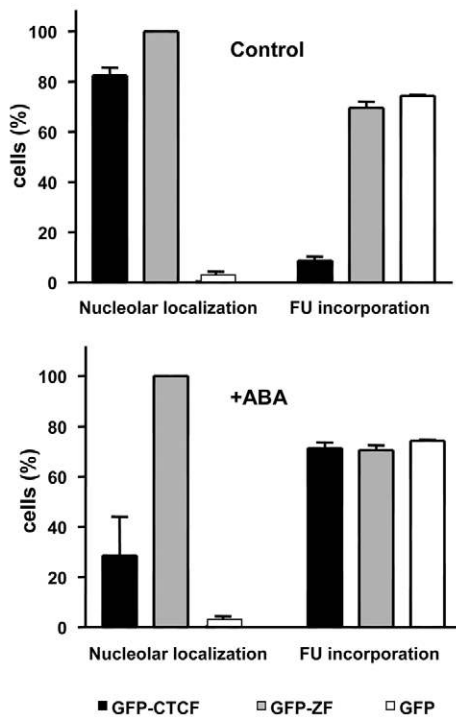 Control
cells (%)
100
80
60
40
20
0
Nucleolar localization FU incorporation
+ABA
cells (%)
100
80
60
40
20
0
Nucleolar localization FU incorporation
GFP-CTCF GFP-ZF GFP